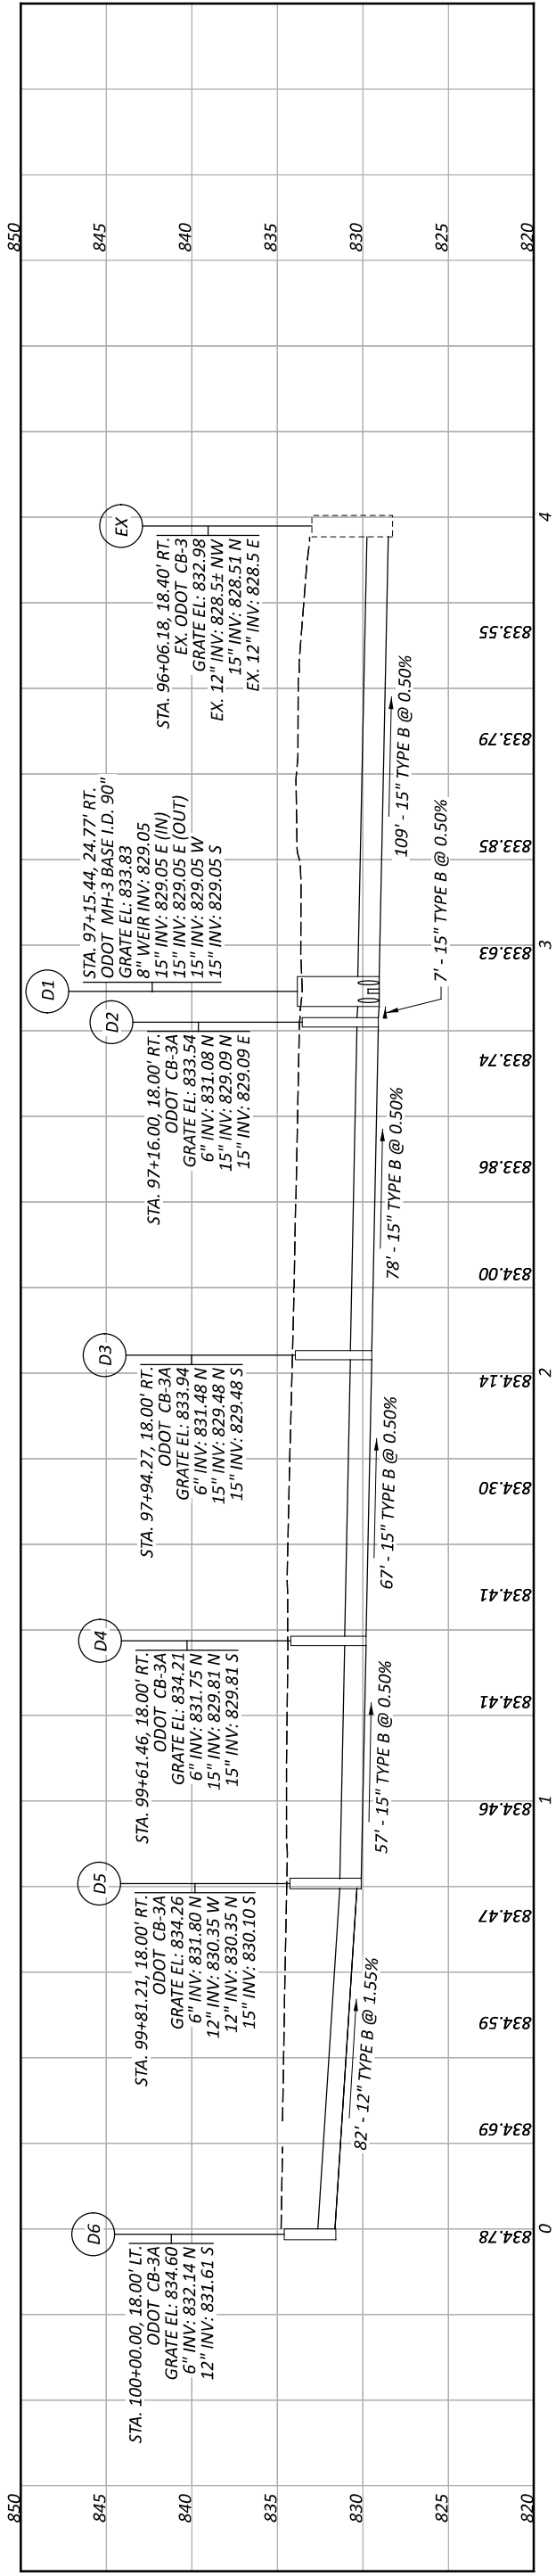 850
845
840
835
830
825
820
D6
STA. 100+00.00, 18.00' LT.
ODOT CB-3A
GRATE EL: 834.60
6" INV: 832.14 N
12" INV: 831.61 S
82' - 12" TYPE B @ 1.55%
D5
STA. 99+81.21, 18.00' RT.
ODOT CB-3A
GRATE EL: 834.26
6" INV: 831.80 N
12" INV: 830.35 W
12" INV: 830.35 N
15" INV: 830.10 S
57' - 15" TYPE B @ 0.50%
D4
STA. 99+61.46, 18.00' RT.
ODOT CB-3A
GRATE EL: 834.21
6" INV: 831.75 N
15" INV: 829.81 N
15" INV: 829.81 S
67' - 15" TYPE B @ 0.50%
D3
STA. 97+94.27, 18.00' RT.
ODOT CB-3A
GRATE EL: 833.94
6" INV: 831.48 N
15" INV: 829.48 N
15" INV: 829.48 S
78' - 15" TYPE B @ 0.50%
D2
STA. 97+16.00, 18.00' RT.
ODOT CB-3A
GRATE EL: 833.54
6" INV: 831.08 N
15" INV: 829.09 N
15" INV: 829.09 E
7' - 15" TYPE B @ 0.50%
D1
STA. 97+15.44, 24.77' RT.
ODOT MH-3 BASE I.D. 90"
GRATE EL: 833.83
8" WEIR INV: 829.05
15" INV: 829.05 E (IN)
15" INV: 829.05 E (OUT)
15" INV: 829.05 W
15" INV: 829.05 S
109' - 15" TYPE B @ 0.50%
EX
STA. 96+06.18, 18.40' RT.
EX. ODOT CB-3
GRATE EL: 832.98
EX. 12" INV: 828.5± NW
15" INV: 828.51 N
EX. 12" INV: 828.5 E
850
845
840
835
830
825
820
834.78
834.69
834.59
834.47
834.46
834.41
834.41
834.30
834.14
834.00
833.86
833.74
833.63
833.85
833.79
833.55
0
1
2
3
4